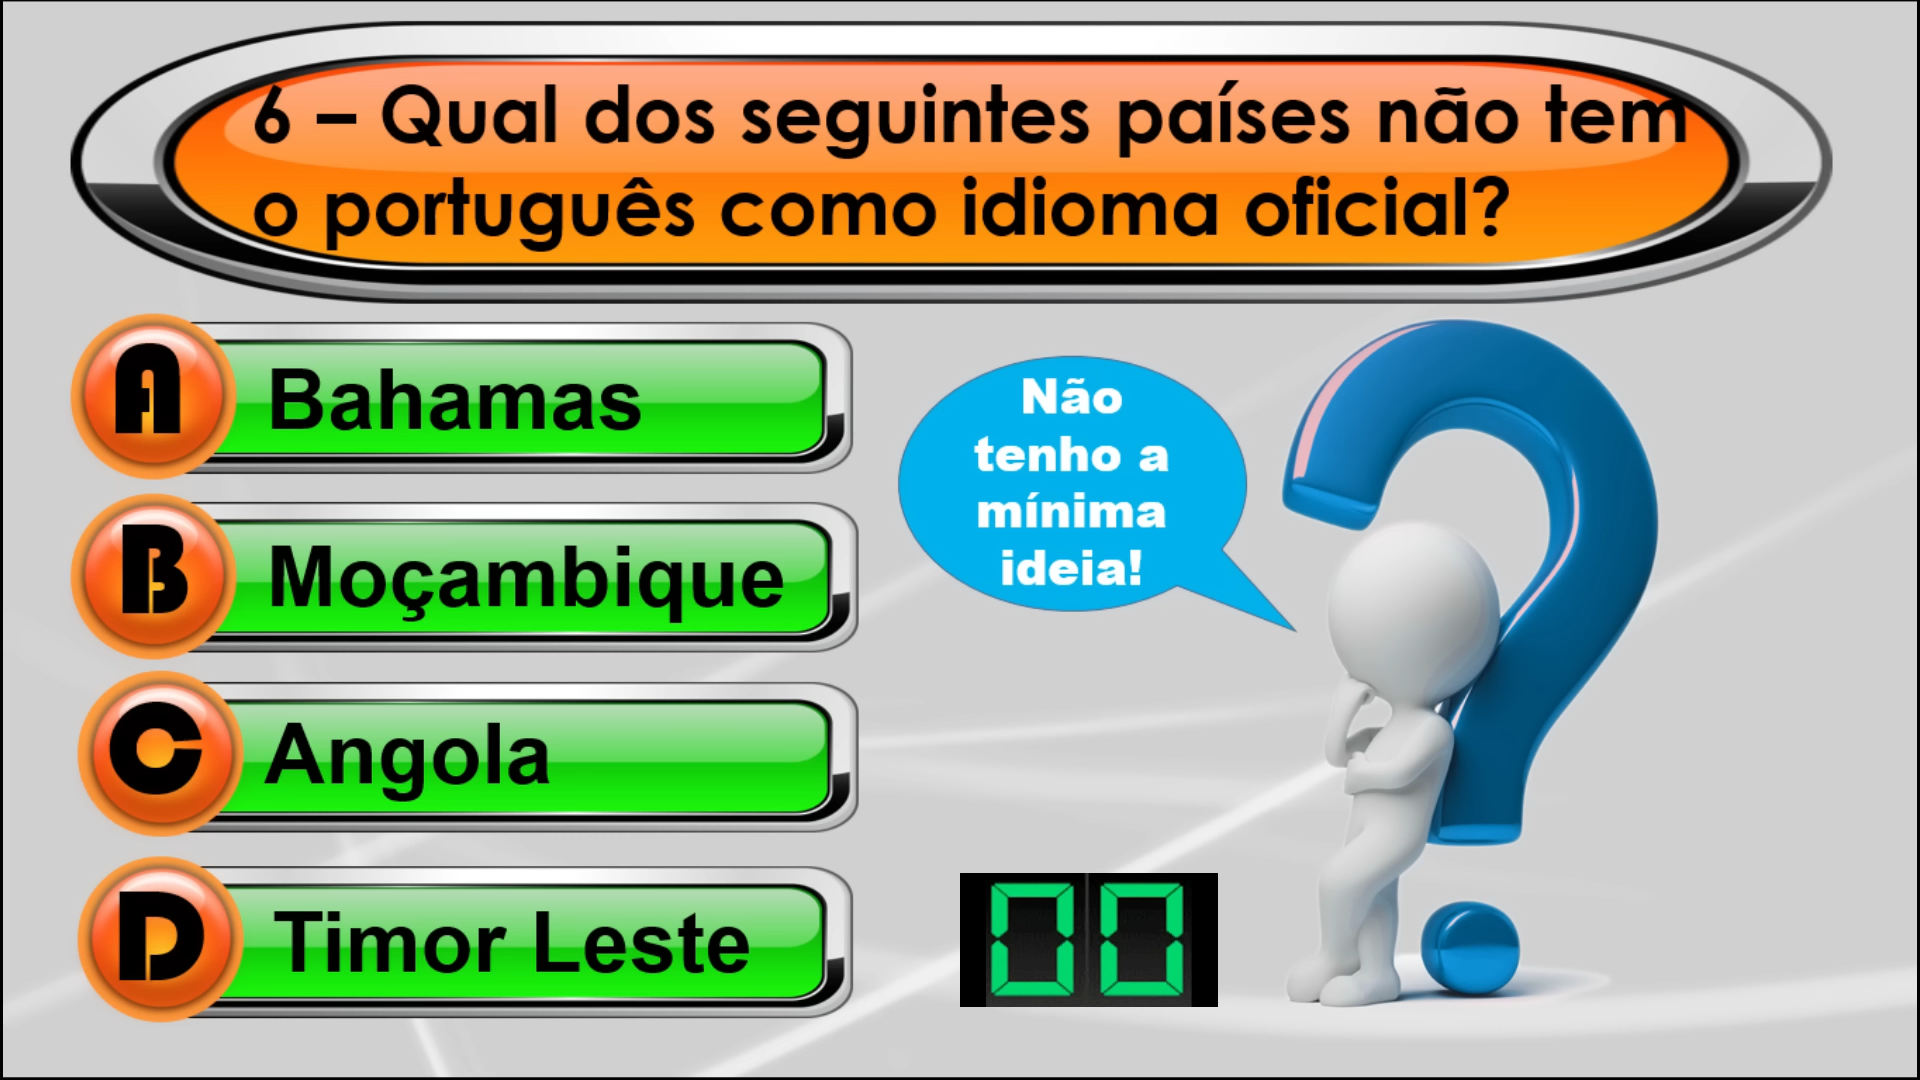 6 – Qual dos seguintes países não tem
o português como idioma oficial?
A Bahamas
B Moçambique
C Angola
D Timor Leste
Não
tenho a
mínima
ideia!
00